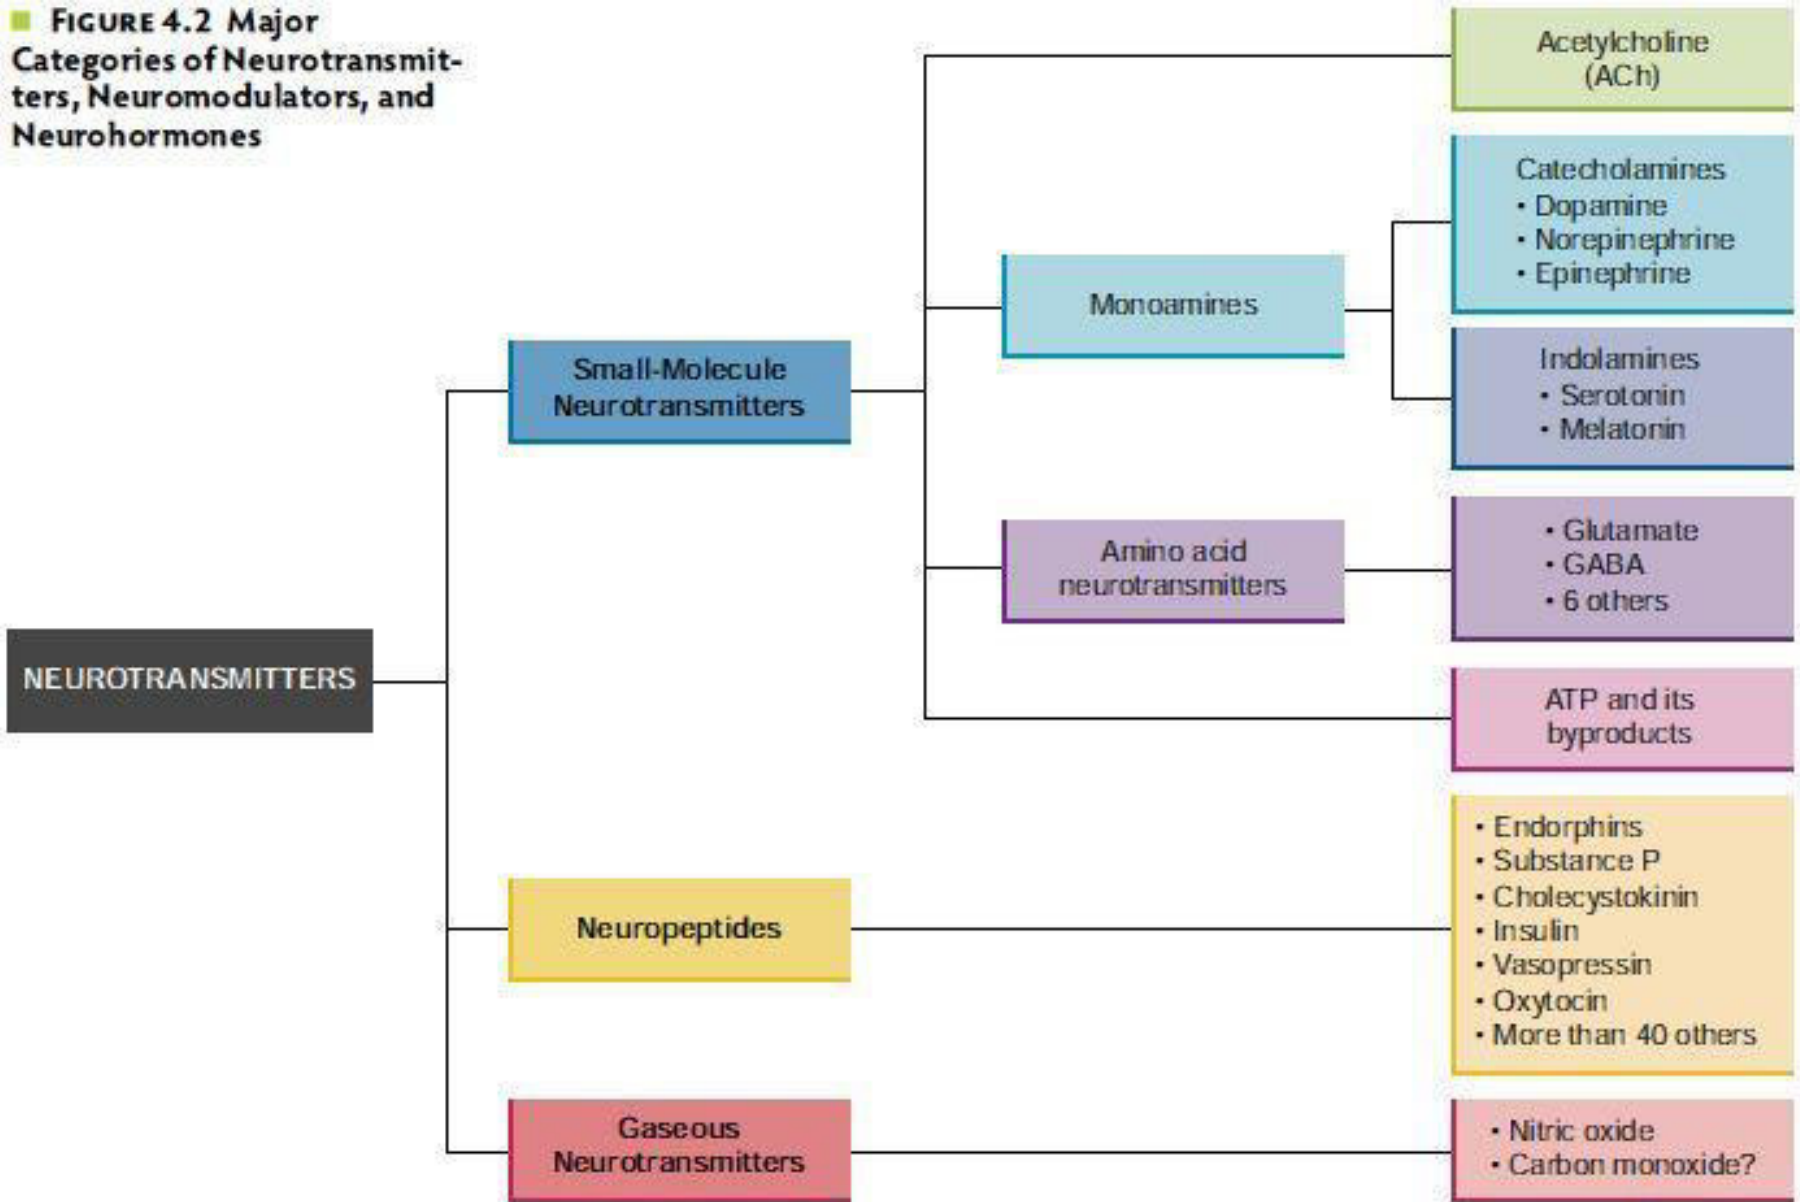 FIGURE 4.2 Major
Categories of Neurotransmit-
ters, Neuromodulators, and
Neurohormones
NEUROTRANSMITTERS
Small-Molecule
Neurotransmitters
Acetylcholine
(ACh)
Monoamines
Catecholamines
• Dopamine
• Norepinephrine
• Epinephrine
Indolamines
• Serotonin
• Melatonin
Amino acid
neurotransmitters
• Glutamate
• GABA
• 6 others
ATP and its
byproducts
Neuropeptides
• Endorphins
• Substance P
• Cholecystokinin
• Insulin
• Vasopressin
• Oxytocin
• More than 40 others
Gaseous
Neurotransmitters
• Nitric oxide
• Carbon monoxide?